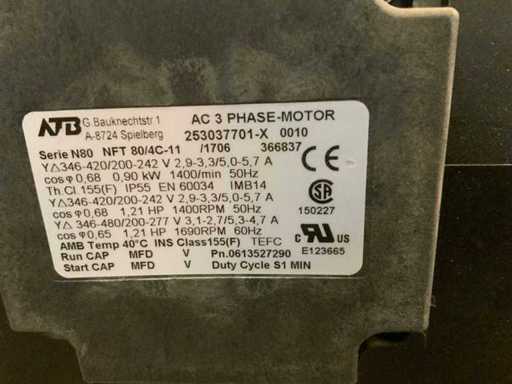 ATB G.Bauknechtstr 1 AC 3 PHASE-MOTOR
A-8724 Spielberg 253037701-X 0010
Serie N80 NFT 80/4C-11 /1706 366837
Y△346-420/200-242 V 2,9-3,3/5,0-5,7 A
cos φ 0,68 0,90 kW 1400/min 50Hz
Th.Cl.155(F) IP55 EN 60034 IMB14
Y△346-420/200-242 V 2,9-3,3/5,0-5,7 A
cos φ 0,68 1,21 HP 1400RPM 50Hz
Y△ 346-480/200-277 V 3,1-2,7/5,3-4,7 A
cos φ 0,65 1,21 HP 1690RPM 60Hz
AMB Temp 40°C INS Class155(F) TEFC
Run CAP MFD V Pn.0613527290
Start CAP MFD V Duty Cycle S1 MIN
CE
150227
C US
E123665